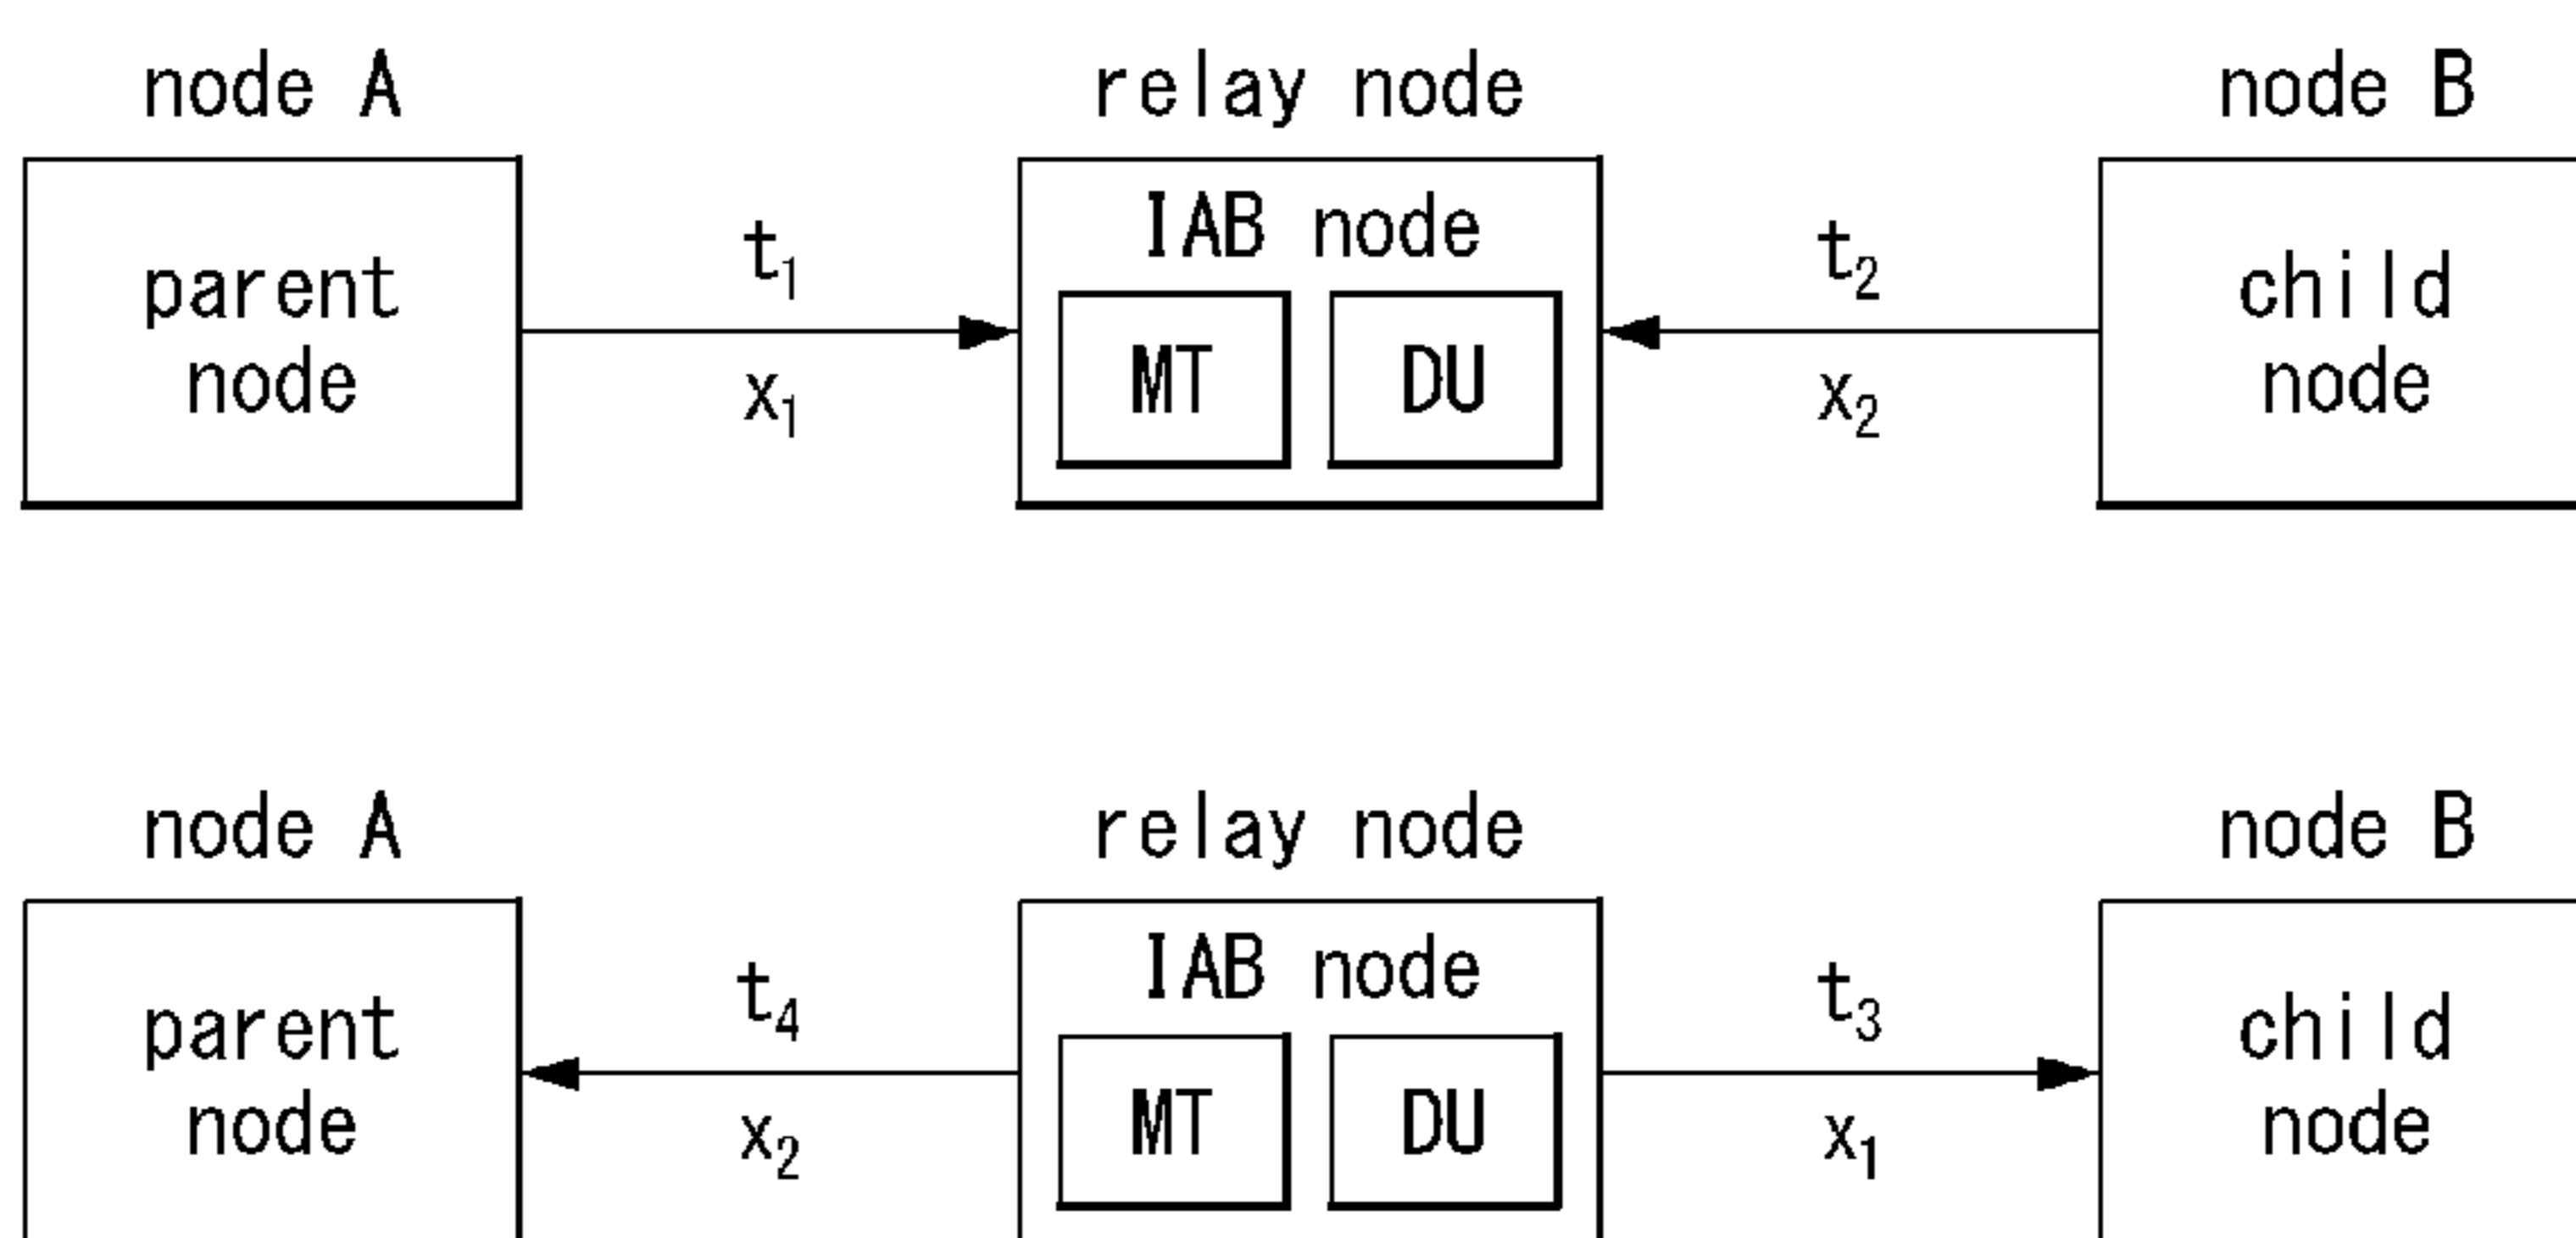 node A relay node node B
IAB node
t1 t2
parent child
MT DU
node x1 x2 node
node A relay node node B
IAB node
t4 t3
parent child
MT DU
node x2 x1 node